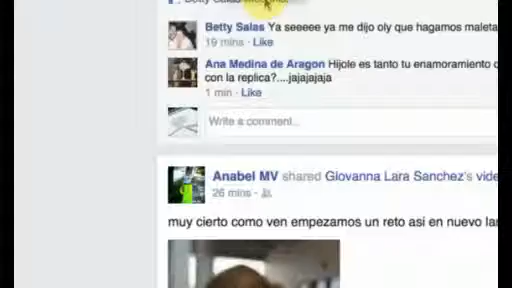 Betty Salas Ya seeeee ya me dijo oly que hagamos maleta
19 mins · Like
Ana Medina de Aragon Hijole es tanto tu enamoramiento
con la replica?....jajajajaja
1 min · Like
Write a comment...
Anabel MV shared Giovanna Lara Sanchez's vide
26 mins ·
muy cierto como ven empezamos un reto asi en nuevo lar